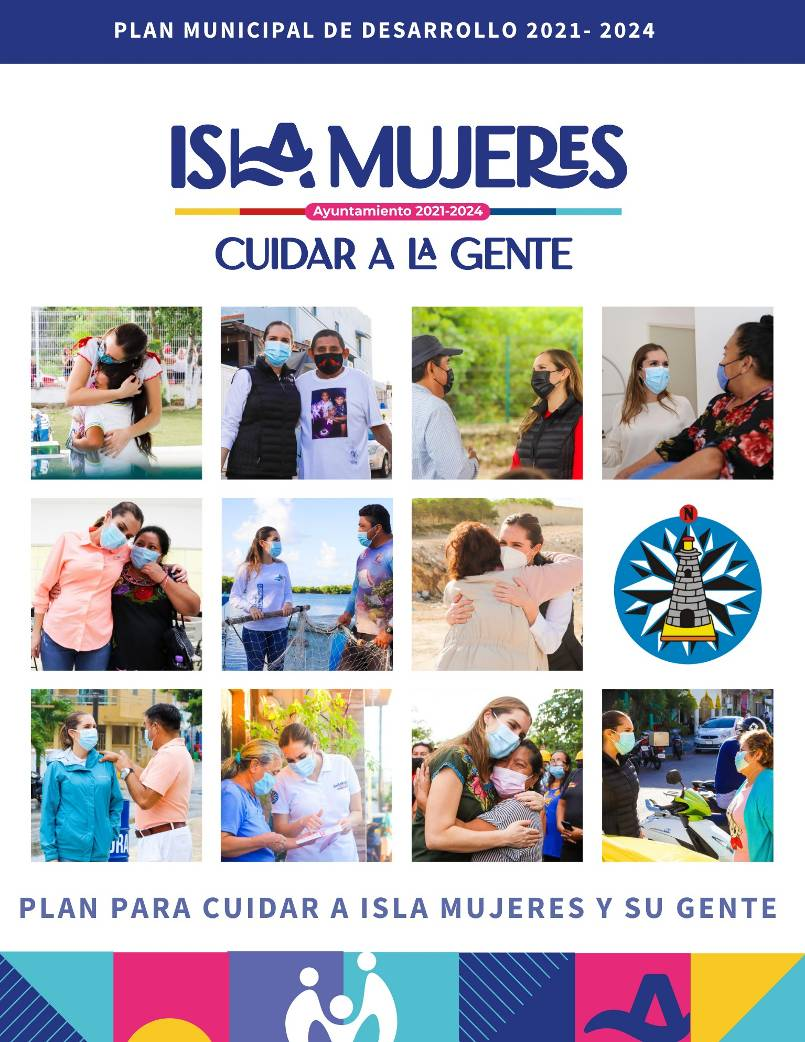 PLAN MUNICIPAL DE DESARROLLO 2021- 2024
ISLA MUJERES
Ayuntamiento 2021-2024
CUIDAR A LA GENTE
N
PLAN PARA CUIDAR A ISLA MUJERES Y SU GENTE